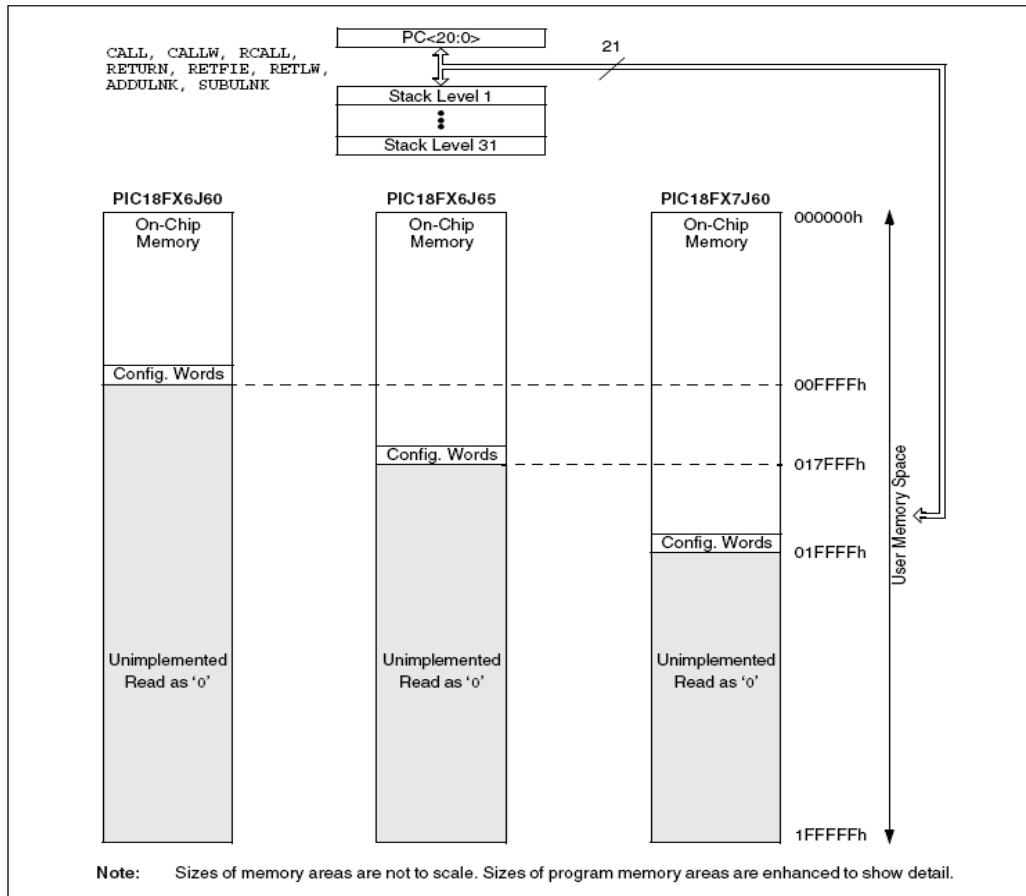 PC<20:0>
21
CALL, CALLW, RCALL,
RETURN, RETFIE, RETLW,
ADDULNK, SUBULNK
Stack Level 1
Stack Level 31
PIC18FX6J60
PIC18FX6J65
PIC18FX7J60
On-Chip
Memory
On-Chip
Memory
On-Chip
Memory
000000h
Config. Words
00FFFFh
Config. Words
017FFFh
Config. Words
01FFFFh
User Memory Space
Unimplemented
Read as ‘0’
Unimplemented
Read as ‘0’
Unimplemented
Read as ‘0’
1FFFFFh
Note: Sizes of memory areas are not to scale. Sizes of program memory areas are enhanced to show detail.